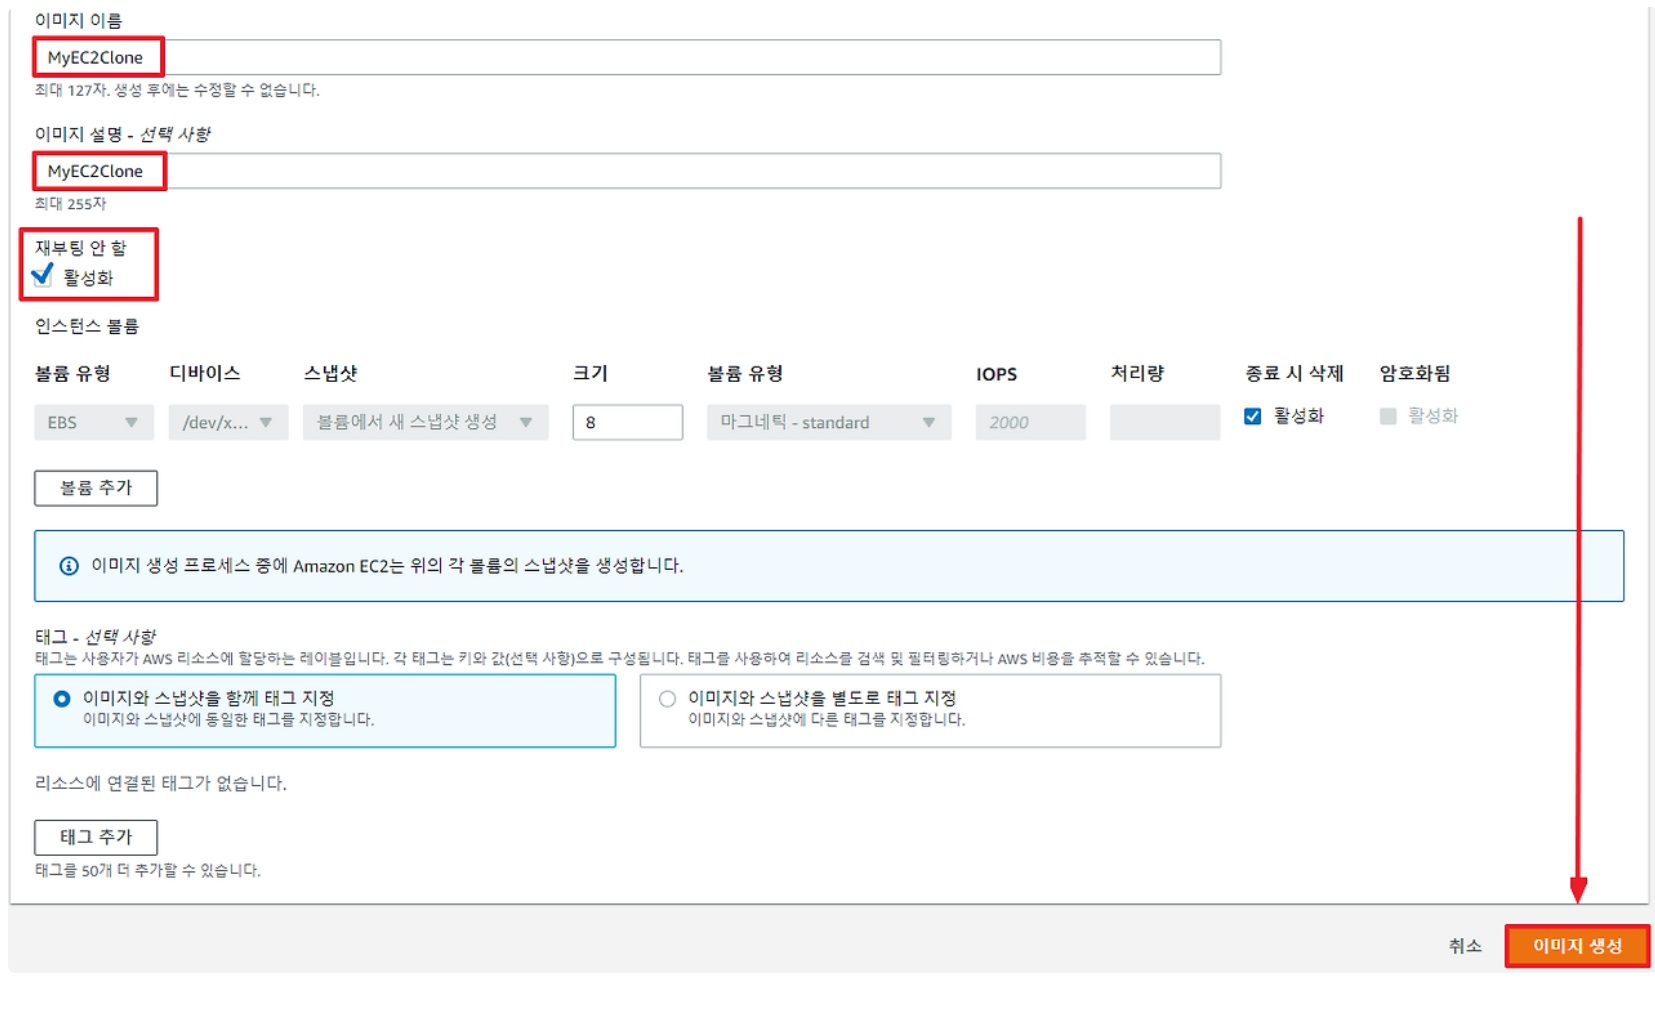 이미지 이름
MyEC2Clone
최대 127자. 생성 후에는 수정할 수 없습니다.
이미지 설명 - 선택 사항
MyEC2Clone
최대 255자
재부팅 안 함
활성화
인스턴스 볼륨
볼륨 유형 디바이스 스냅샷 크기 볼륨 유형 IOPS 처리량 종료 시 삭제 암호화됨
EBS /dev/x... 볼륨에서 새 스냅샷 생성 8 마그네틱 - standard 2000 활성화 활성화
볼륨 추가
이미지 생성 프로세스 중에 Amazon EC2는 위의 각 볼륨의 스냅샷을 생성합니다.
태그 - 선택 사항
태그는 사용자가 AWS 리소스에 할당하는 레이블입니다. 각 태그는 키와 값(선택 사항)으로 구성됩니다. 태그를 사용하여 리소스를 검색 및 필터링하거나 AWS 비용을 추적할 수 있습니다.
이미지와 스냅샷을 함께 태그 지정
이미지와 스냅샷에 동일한 태그를 지정합니다.
이미지와 스냅샷을 별도로 태그 지정
이미지와 스냅샷에 다른 태그를 지정합니다.
리소스에 연결된 태그가 없습니다.
태그 추가
태그를 50개 더 추가할 수 있습니다.
취소 이미지 생성